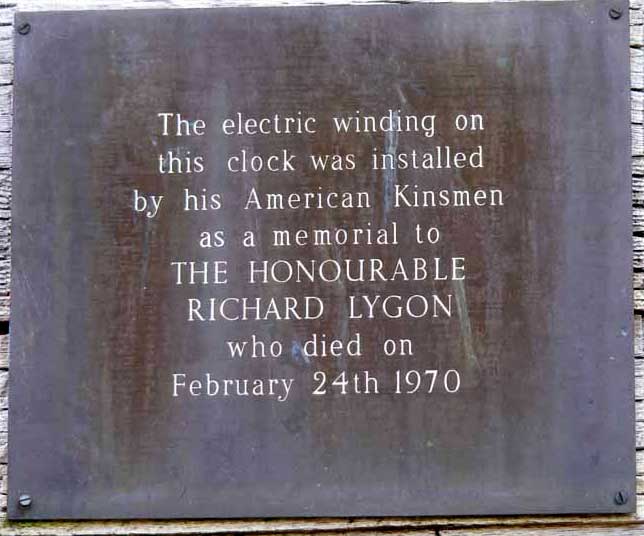 The electric winding on
this clock was installed
by his American Kinsmen
as a memorial to
THE HONOURABLE
RICHARD LYGON
who died on
February 24th 1970